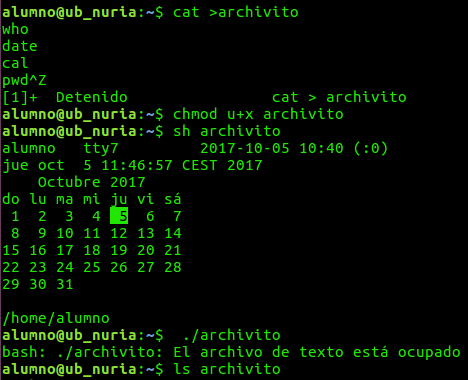 alumno@ub_nuria:~$ cat >archivito
who
date
cal
pwd^Z
[1]+  Detenido                cat > archivito
alumno@ub_nuria:~$ chmod u+x archivito
alumno@ub_nuria:~$ sh archivito
alumno   tty7         2017-10-05 10:40 (:0)
jue oct  5 11:46:57 CEST 2017
    Octubre 2017
do lu ma mi ju vi sá
 1  2  3  4  5  6  7
 8  9 10 11 12 13 14
15 16 17 18 19 20 21
22 23 24 25 26 27 28
29 30 31

/home/alumno
alumno@ub_nuria:~$  ./archivito
bash: ./archivito: El archivo de texto está ocupado
alumno@ub_nuria:~$ ls archivito